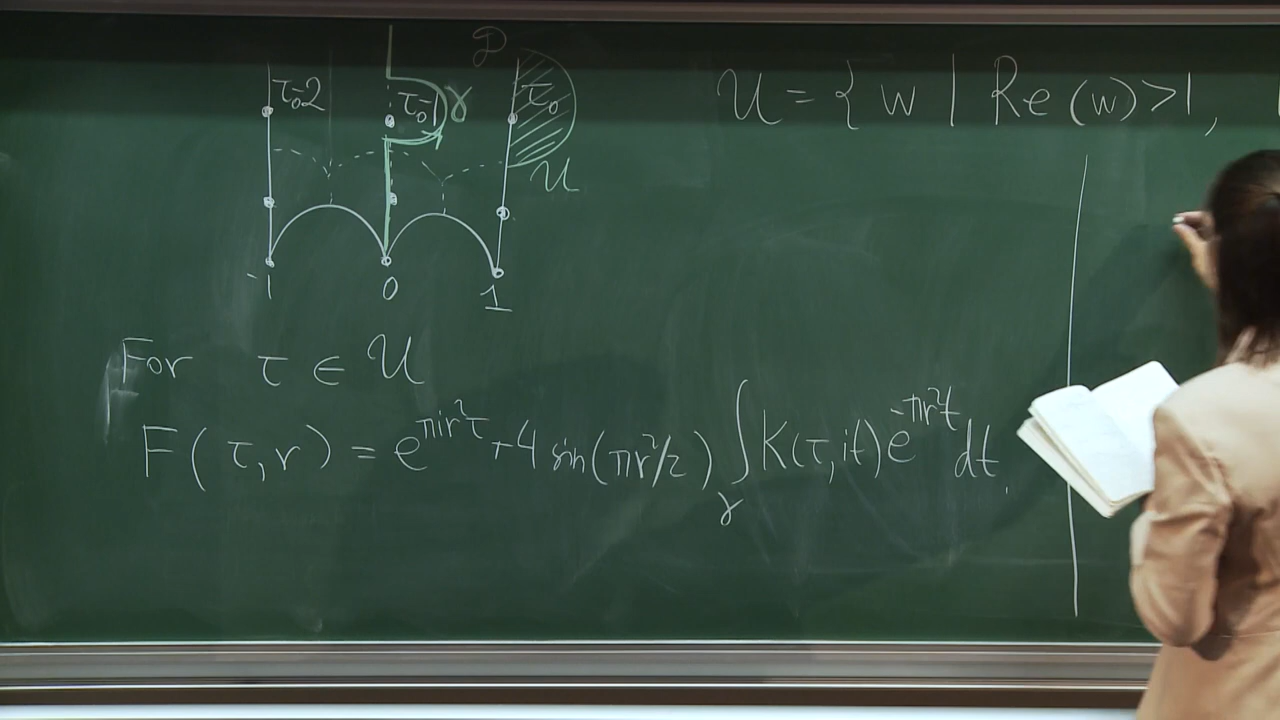 𝒟
τ₀-2 τ₀-1 γ τ₀
U
-1 0 1
U = { w | Re(w) > 1,
For τ ∈ U
F(τ, r) = e^{πir²τ} + 4 sin(πr²/2) ∫_γ K(τ, it) e^{-πr²t} dt.